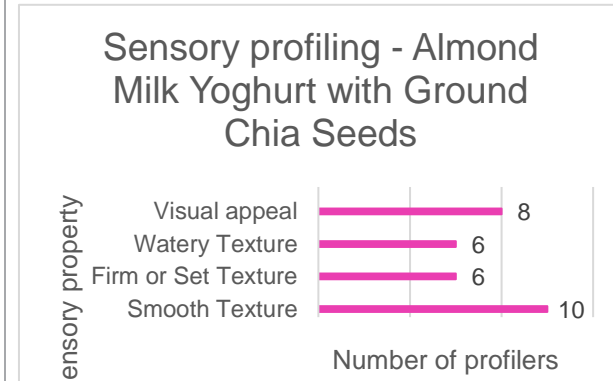 Sensory profiling - Almond
Milk Yoghurt with Ground
Chia Seeds
ensory property
Visual appeal 8
Watery Texture 6
Firm or Set Texture 6
Smooth Texture 10
Number of profilers